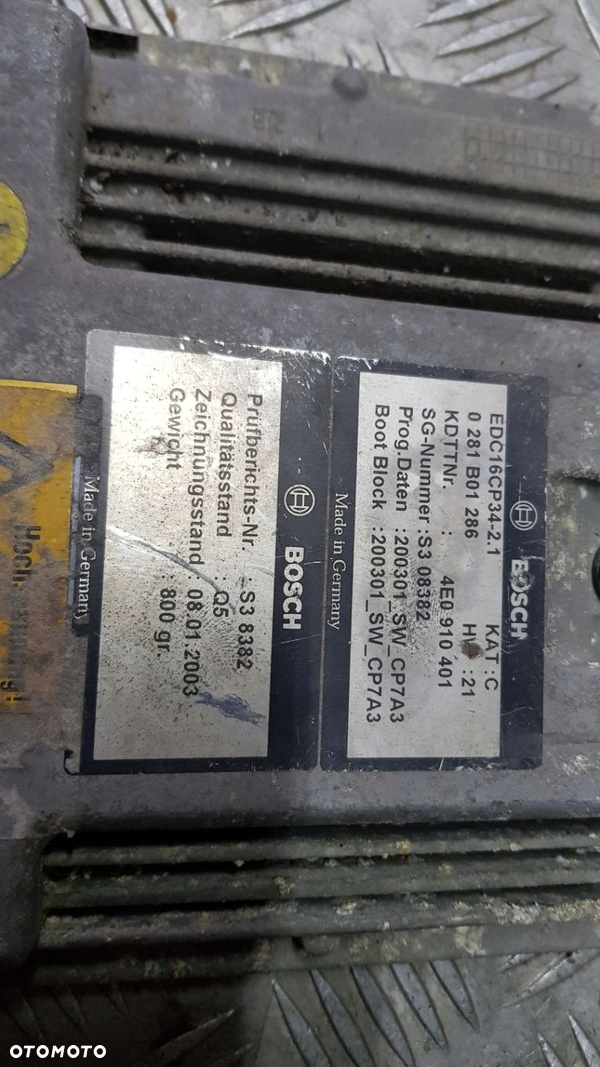 BOSCH
EDC16CP34-2.1 KAT : C
0 281 B01 286 HW :21
KDTTNr. : 4E0 910 401
SG-Nummer :S3 08382
Prog.Daten :200301_SW_CP7A3
Boot Block :200301_SW_CP7A3
Made in Germany
BOSCH
Prüfberichts-Nr. : S3 8382
Qualitätsstand : Q5
Zeichnungsstand : 08.01.2003
Gewicht : 800 gr.
Made in Germany
OTOMOTO